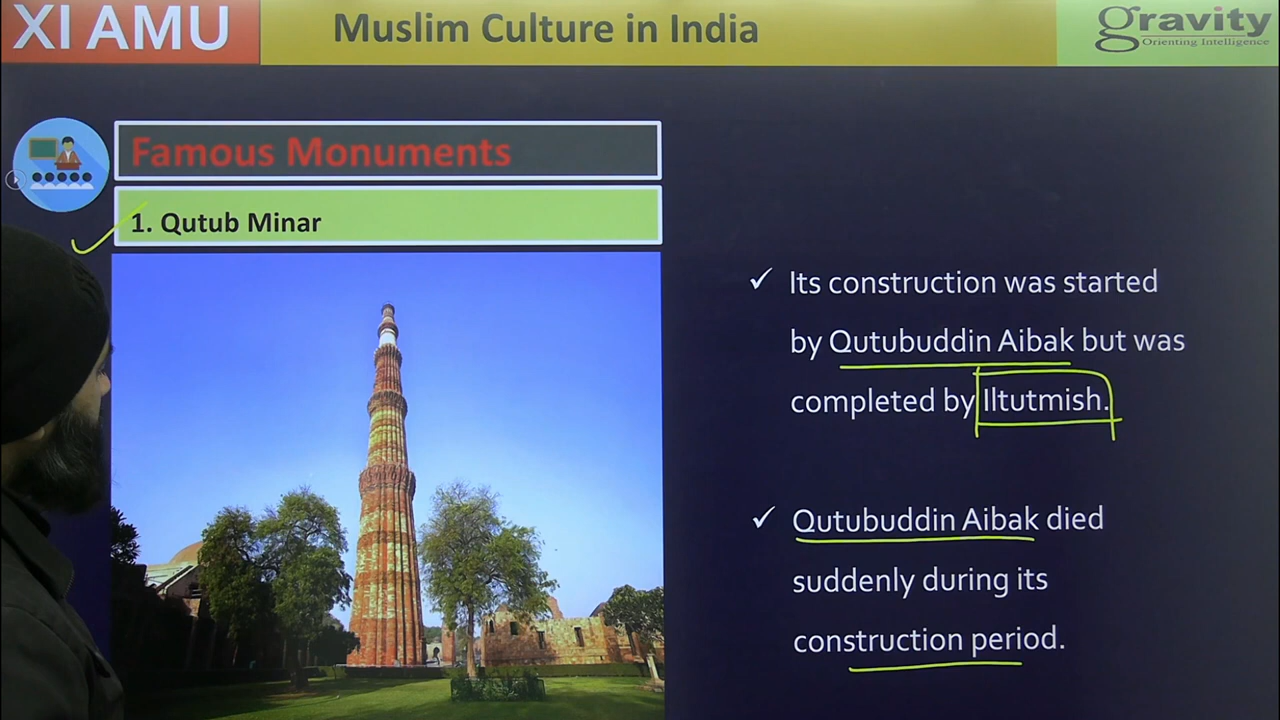 XI AMU
Muslim Culture in India
gravity
Orienting Intelligence
Famous Monuments
1. Qutub Minar
✓ Its construction was started
by Qutubuddin Aibak but was
completed by Iltutmish.
✓ Qutubuddin Aibak died
suddenly during its
construction period.